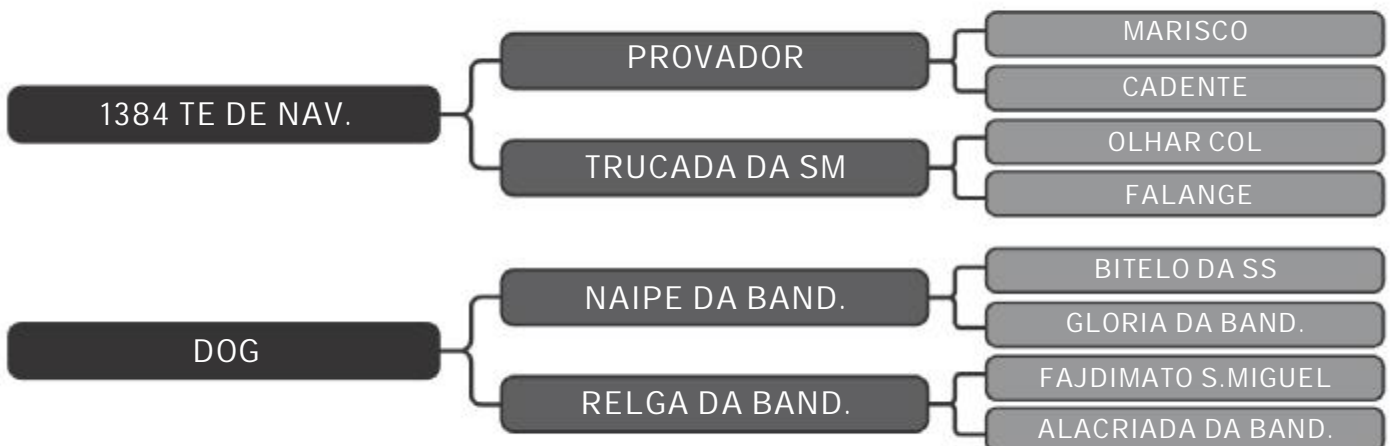 1384 TE DE NAV.
PROVADOR
MARISCO
CADENTE
TRUCADA DA SM
OLHAR COL
FALANGE
DOG
NAIPE DA BAND.
BITELO DA SS
GLORIA DA BAND.
RELGA DA BAND.
FAJDIMATO S.MIGUEL
ALACRIADA DA BAND.